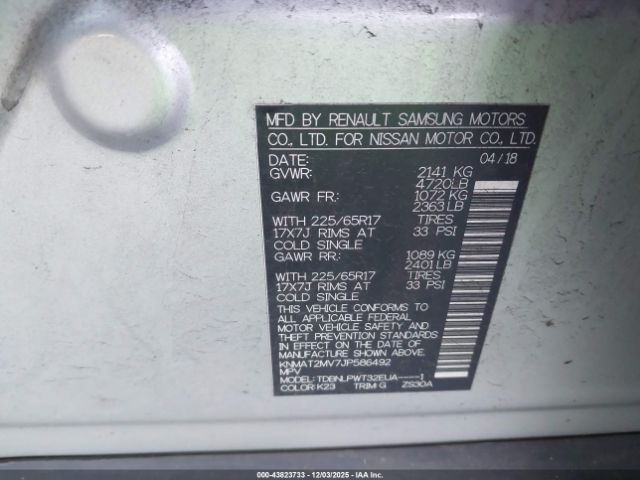 MFD BY RENAULT SAMSUNG MOTORS
CO., LTD. FOR NISSAN MOTOR CO., LTD.
DATE: 04/18
GVWR: 2141 KG
4720LB
GAWR FR: 1072 KG
2363 LB
WITH 225/65R17 TIRES
17X7J RIMS AT 33 PSI
COLD SINGLE
GAWR RR: 1089 KG
2401 LB
WITH 225/65R17 TIRES
17X7J RIMS AT 33 PSI
COLD SINGLE
THIS VEHICLE CONFORMS TO
ALL APPLICABLE FEDERAL
MOTOR VEHICLE SAFETY AND
THEFT PREVENTION STANDARDS
IN EFFECT ON THE DATE OF
MANUFACTURE SHOWN ABOVE.
KNMAT2MV7JP586492
MPV
MODEL: TDBNLPWT32EUA-----1
COLOR: K23 TRIM: G ZS30A
000-43823733 - 12/03/2025 - IAA Inc.